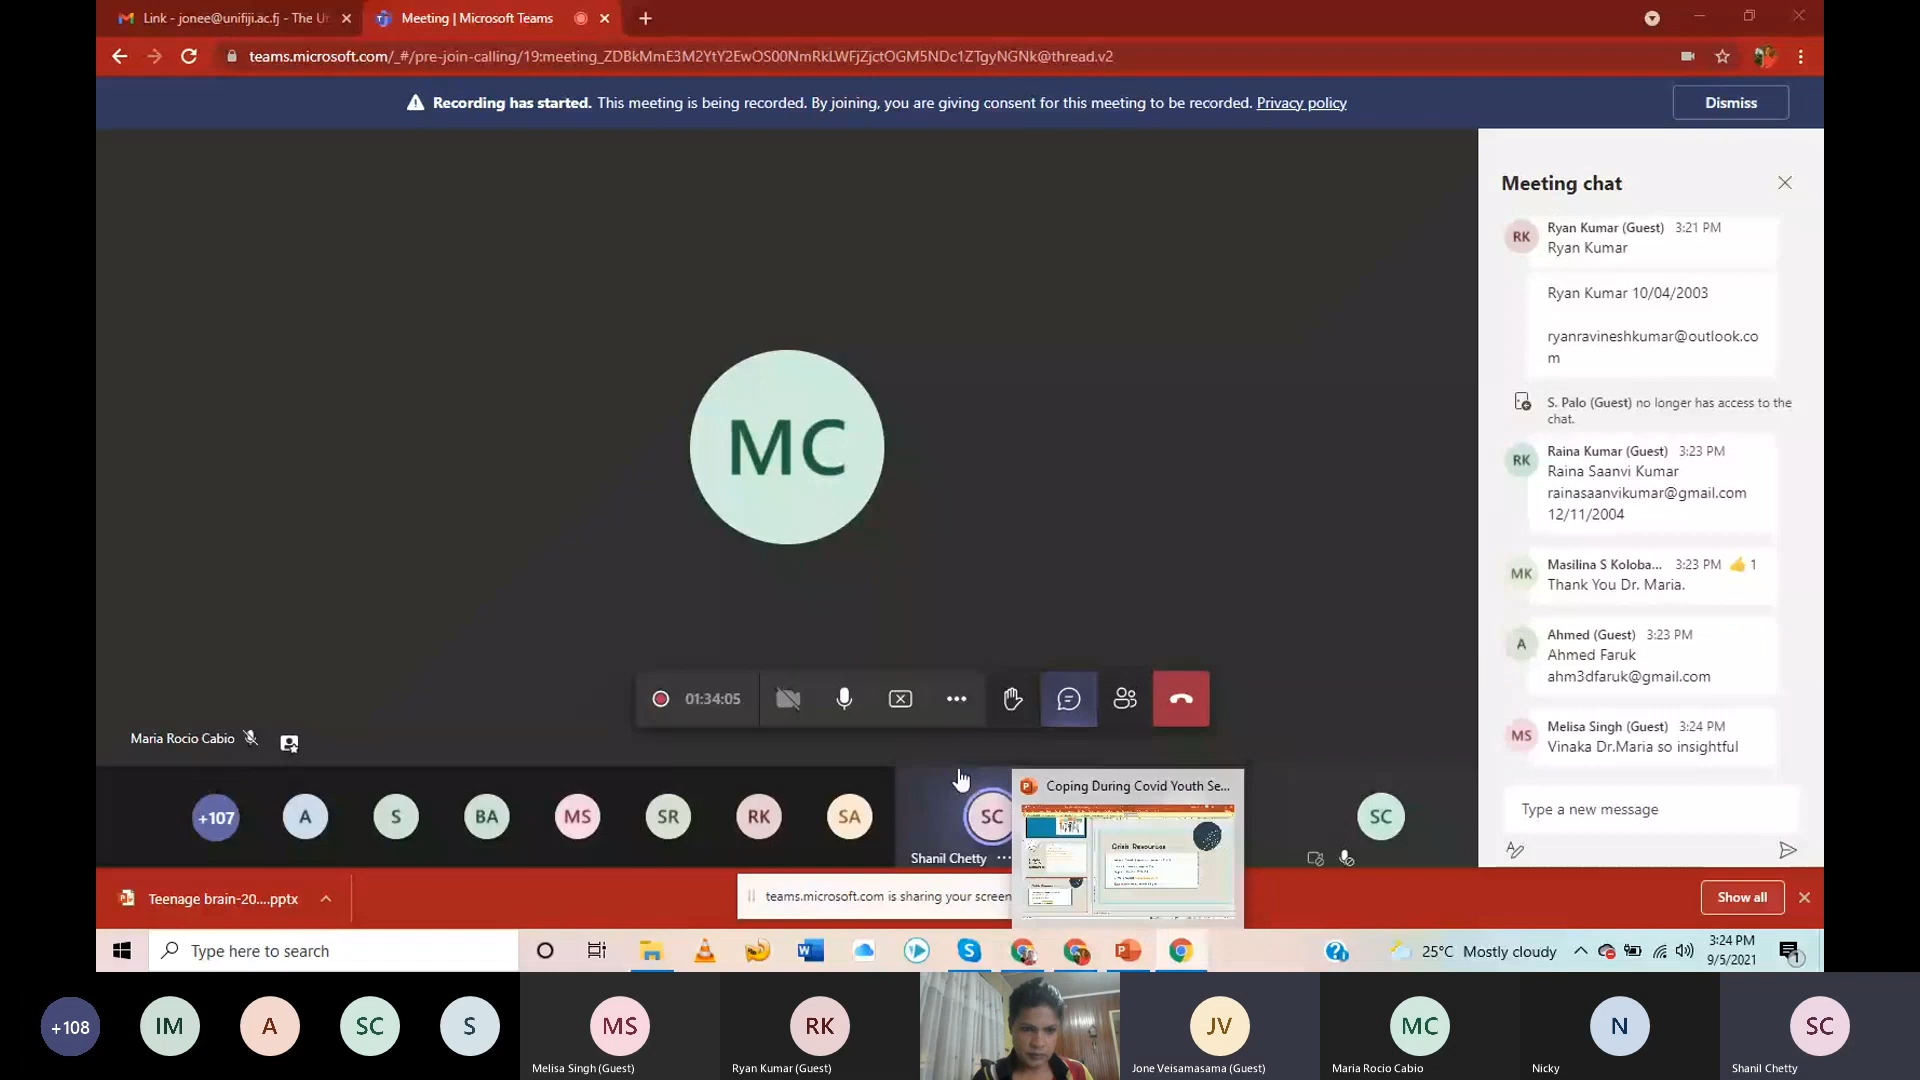 Link - jonee@unifiji.ac.fj - The Un
Meeting | Microsoft Teams
teams.microsoft.com/_#/pre-join-calling/19:meeting_ZDBkMmE3M2YtY2EwOS00NmRkLWFjZjctOGM5NDc1ZTgyNGNk@thread.v2
Recording has started. This meeting is being recorded. By joining, you are giving consent for this meeting to be recorded. Privacy policy
Dismiss
Meeting chat
RK
Ryan Kumar (Guest) 3:21 PM
Ryan Kumar
Ryan Kumar 10/04/2003
ryanravineshkumar@outlook.co
m
S. Palo (Guest) no longer has access to the
chat.
RK
Raina Kumar (Guest) 3:23 PM
Raina Saanvi Kumar
rainasaanvikumar@gmail.com
12/11/2004
MK
Masilina S Koloba... 3:23 PM 1
Thank You Dr. Maria.
A
Ahmed (Guest) 3:23 PM
Ahmed Faruk
ahm3dfaruk@gmail.com
MS
Melisa Singh (Guest) 3:24 PM
Vinaka Dr.Maria so insightful
Type a new message
MC
01:34:05
Maria Rocio Cabio
+107
A
S
BA
MS
SR
RK
SA
SC
Shanil Chetty ...
Coping During Covid Youth Se...
Crisis Resources
SC
Teenage brain-20....pptx
teams.microsoft.com is sharing your screen
Show all
Type here to search
25°C Mostly cloudy
3:24 PM
9/5/2021
1
+108
IM
A
SC
S
MS
Melisa Singh (Guest)
RK
Ryan Kumar (Guest)
JV
Jone Veisamasama (Guest)
MC
Maria Rocio Cabio
N
Nicky
SC
Shanil Chetty